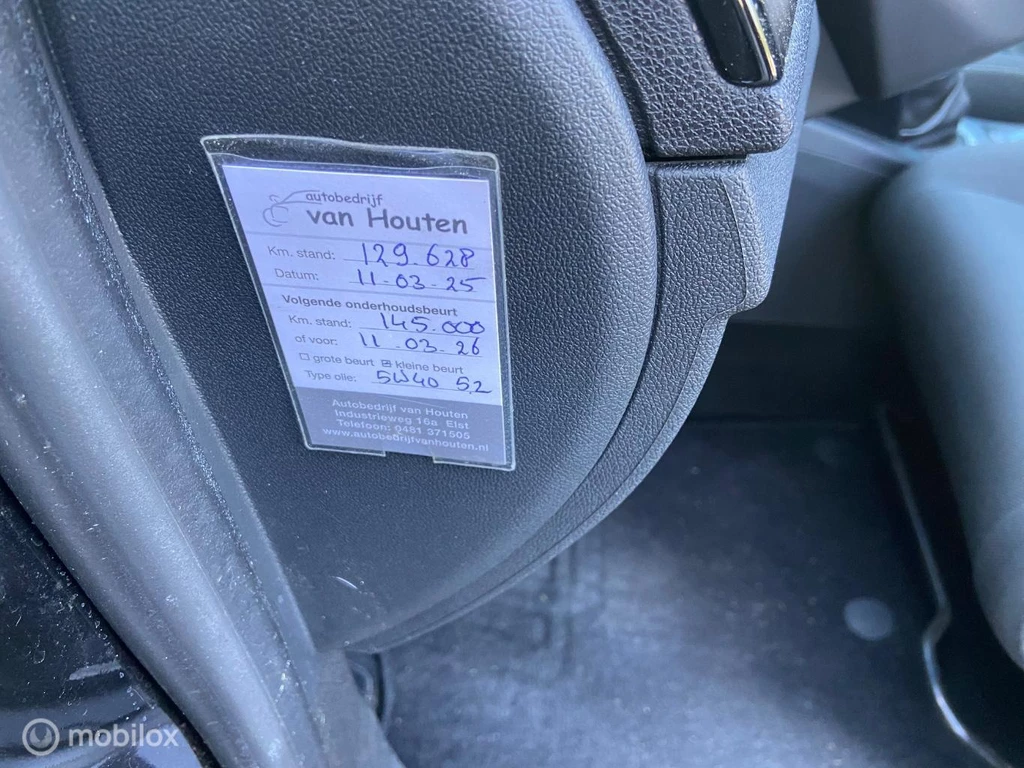 autobedrijf
van Houten
Km. stand: 129.628
Datum: 11-03-25
Volgende onderhoudsbeurt
Km. stand: 145.000
of voor: 11-03-26
☐ grote beurt ☒ kleine beurt
Type olie: 5W40 5,2
Autobedrijf van Houten
Industrieweg 16a Elst
Telefoon: 0481 371505
www.autobedrijfvanhouten.nl
mobilox